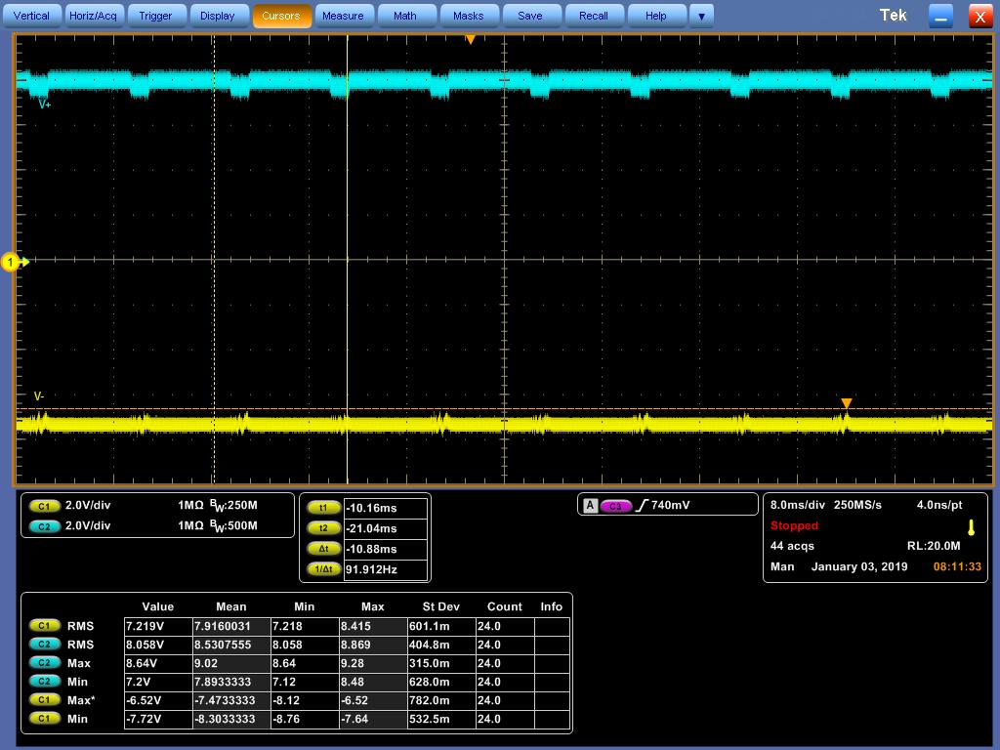 Vertical Horiz/Acq Trigger Display Cursors Measure Math Masks Save Recall Help Tek X
V+
1
V-
C1 2.0V/div 1MΩ BW:250M
C2 2.0V/div 1MΩ BW:500M
t1 -10.16ms
t2 -21.04ms
Δt -10.88ms
1/Δt 91.912Hz
A C3 740mV
8.0ms/div 250MS/s 4.0ns/pt
Stopped
44 acqs RL:20.0M
Man January 03, 2019 08:11:33
Value Mean Min Max St Dev Count Info
C1 RMS 7.219V 7.9160031 7.218 8.415 601.1m 24.0
C2 RMS 8.058V 8.5307555 8.058 8.869 404.8m 24.0
C2 Max 8.64V 9.02 8.64 9.28 315.0m 24.0
C2 Min 7.2V 7.8933333 7.12 8.48 628.0m 24.0
C1 Max* -6.52V -7.4733333 -8.12 -6.52 782.0m 24.0
C1 Min -7.72V -8.3033333 -8.76 -7.64 532.5m 24.0